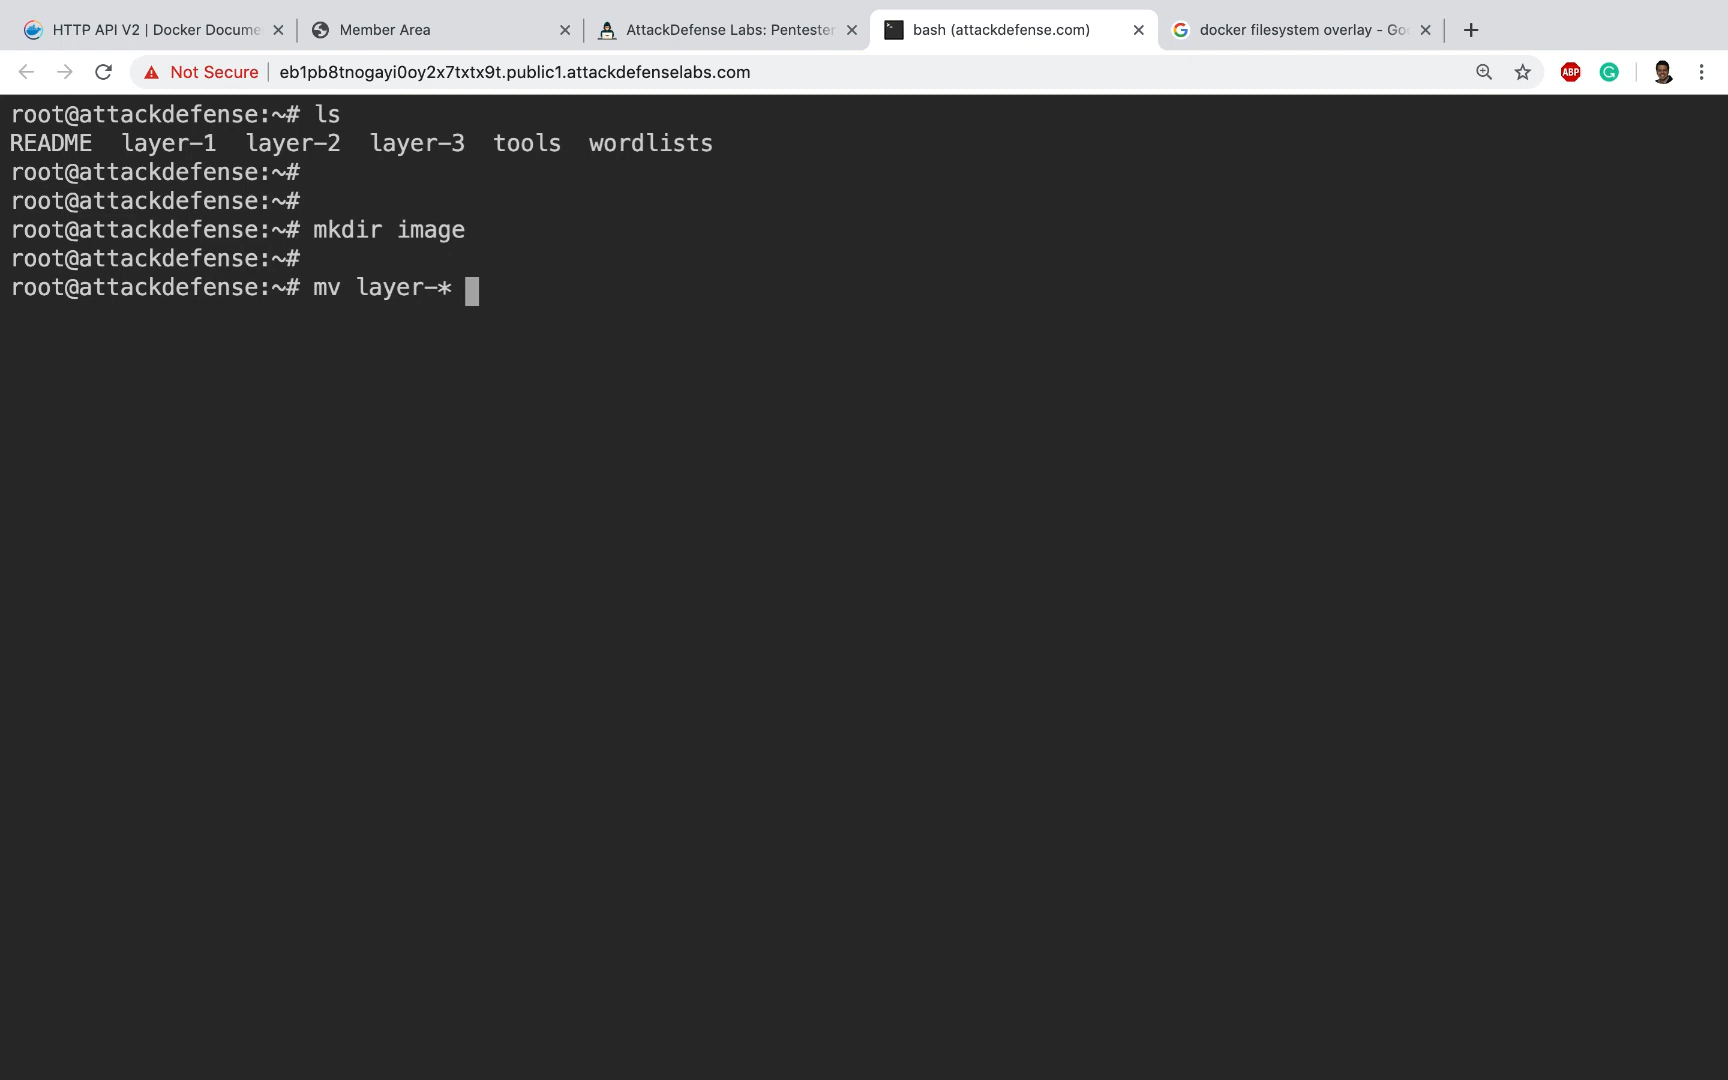 HTTP API V2 | Docker Docume
Member Area
AttackDefense Labs: Pentester
bash (attackdefense.com)
docker filesystem overlay - Goo
Not Secure
eb1pb8tnogayi0oy2x7txtx9t.public1.attackdefenselabs.com
ABP
root@attackdefense:~# ls
README layer-1 layer-2 layer-3 tools wordlists
root@attackdefense:~#
root@attackdefense:~#
root@attackdefense:~# mkdir image
root@attackdefense:~#
root@attackdefense:~# mv layer-*